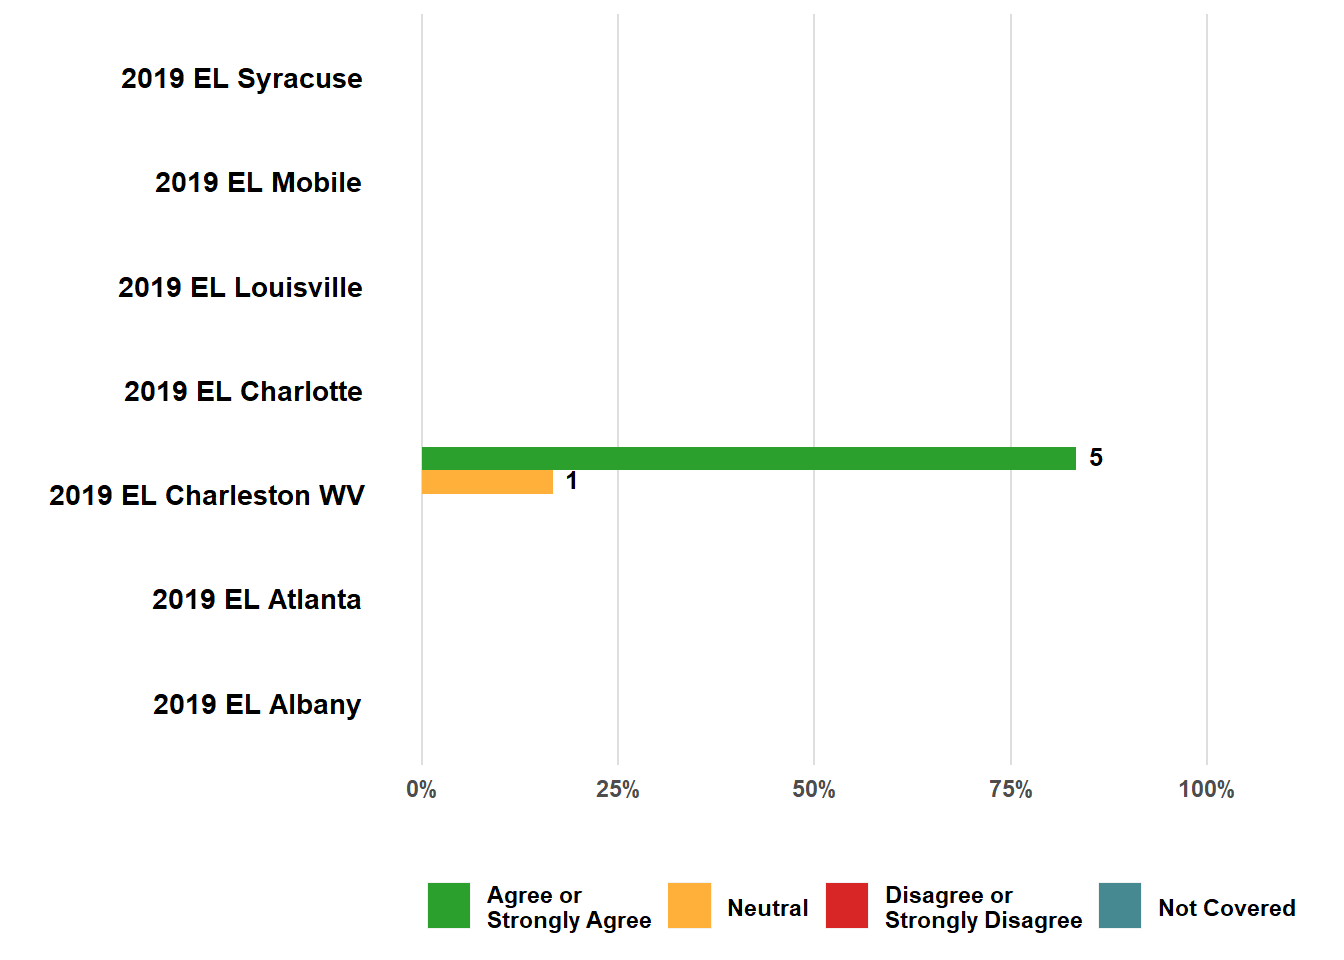 2019 EL Syracuse
2019 EL Mobile
2019 EL Louisville
2019 EL Charlotte
5
1
2019 EL Charleston WV
2019 EL Atlanta
2019 EL Albany
0% 25% 50% 75% 100%
Agree or
Strongly Agree
Neutral
Disagree or
Strongly Disagree
Not Covered